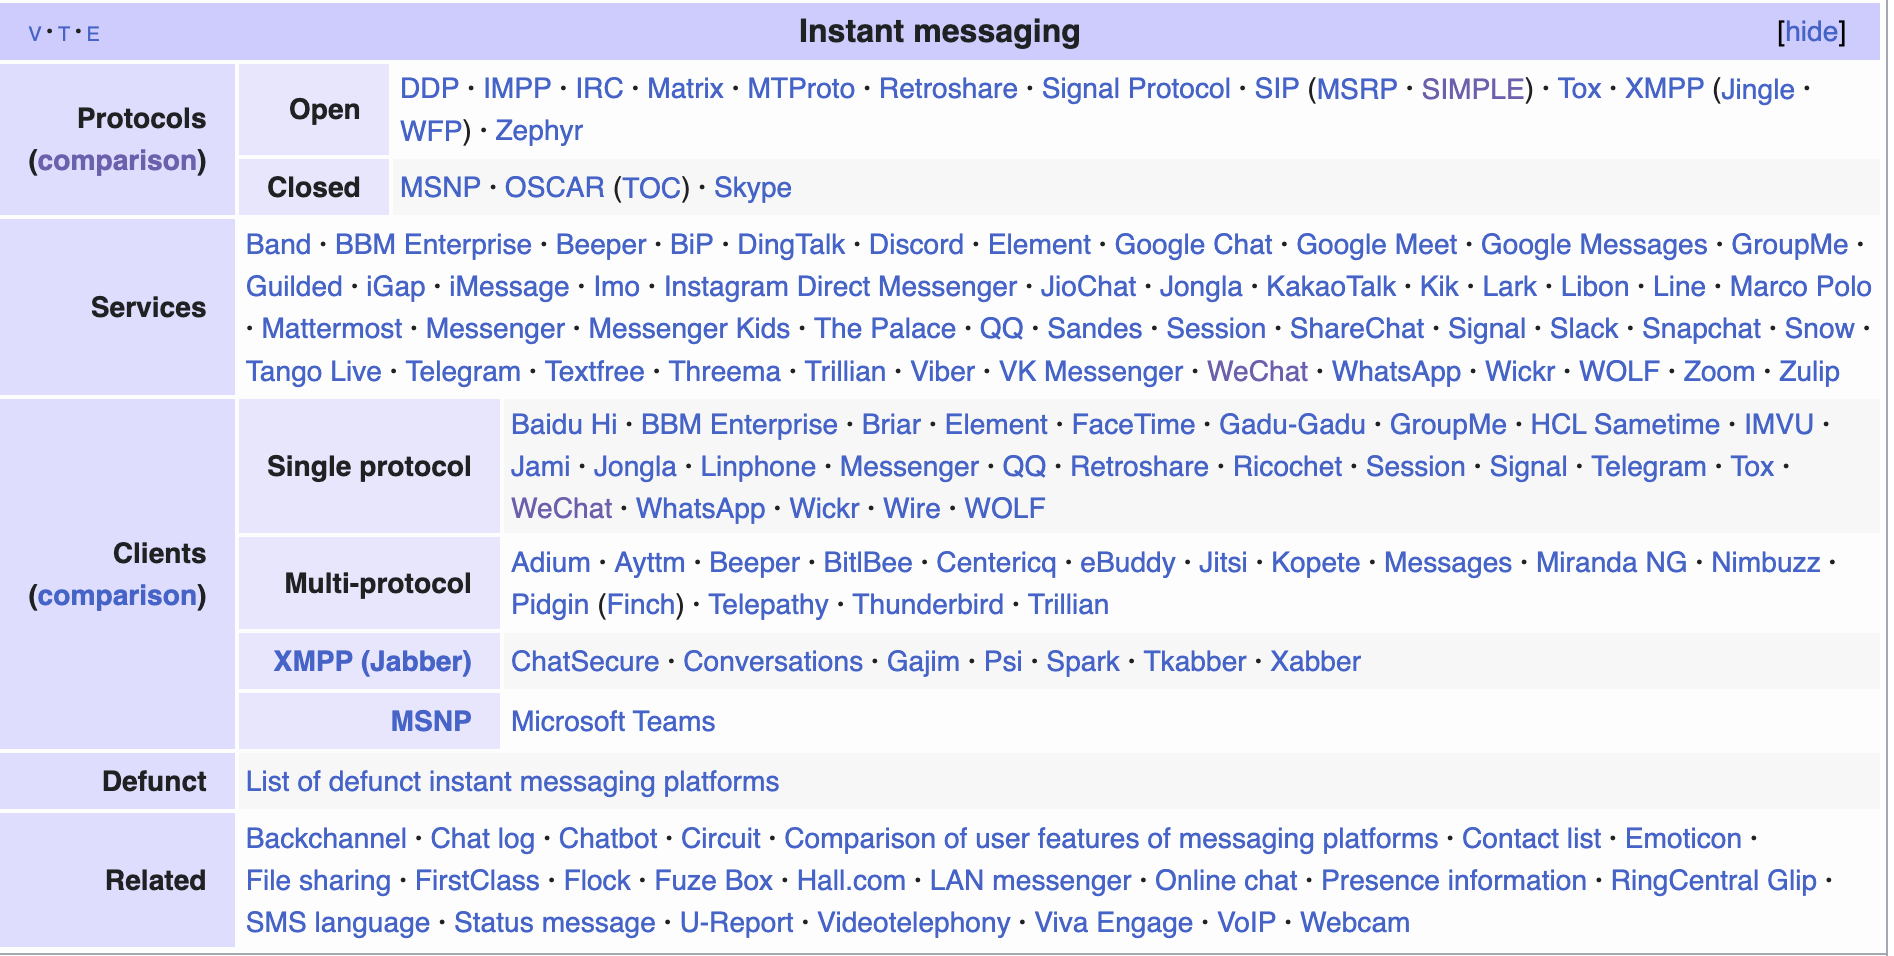 V · T · E Instant messaging [hide]
Protocols (comparison)
Open
DDP · IMPP · IRC · Matrix · MTProto · Retroshare · Signal Protocol · SIP (MSRP · SIMPLE) · Tox · XMPP (Jingle ·
WFP) · Zephyr
Closed
MSNP · OSCAR (TOC) · Skype
Services
Band · BBM Enterprise · Beeper · BiP · DingTalk · Discord · Element · Google Chat · Google Meet · Google Messages · GroupMe ·
Guilded · iGap · iMessage · Imo · Instagram Direct Messenger · JioChat · Jongla · KakaoTalk · Kik · Lark · Libon · Line · Marco Polo
· Mattermost · Messenger · Messenger Kids · The Palace · QQ · Sandes · Session · ShareChat · Signal · Slack · Snapchat · Snow ·
Tango Live · Telegram · Textfree · Threema · Trillian · Viber · VK Messenger · WeChat · WhatsApp · Wickr · WOLF · Zoom · Zulip
Clients
(comparison)
Single protocol
Baidu Hi · BBM Enterprise · Briar · Element · FaceTime · Gadu-Gadu · GroupMe · HCL Sametime · IMVU ·
Jami · Jongla · Linphone · Messenger · QQ · Retroshare · Ricochet · Session · Signal · Telegram · Tox ·
WeChat · WhatsApp · Wickr · Wire · WOLF
Multi-protocol
Adium · Ayttm · Beeper · BitlBee · Centericq · eBuddy · Jitsi · Kopete · Messages · Miranda NG · Nimbuzz ·
Pidgin (Finch) · Telepathy · Thunderbird · Trillian
XMPP (Jabber)
ChatSecure · Conversations · Gajim · Psi · Spark · Tkabber · Xabber
MSNP
Microsoft Teams
Defunct
List of defunct instant messaging platforms
Related
Backchannel · Chat log · Chatbot · Circuit · Comparison of user features of messaging platforms · Contact list · Emoticon ·
File sharing · FirstClass · Flock · Fuze Box · Hall.com · LAN messenger · Online chat · Presence information · RingCentral Glip ·
SMS language · Status message · U-Report · Videotelephony · Viva Engage · VoIP · Webcam